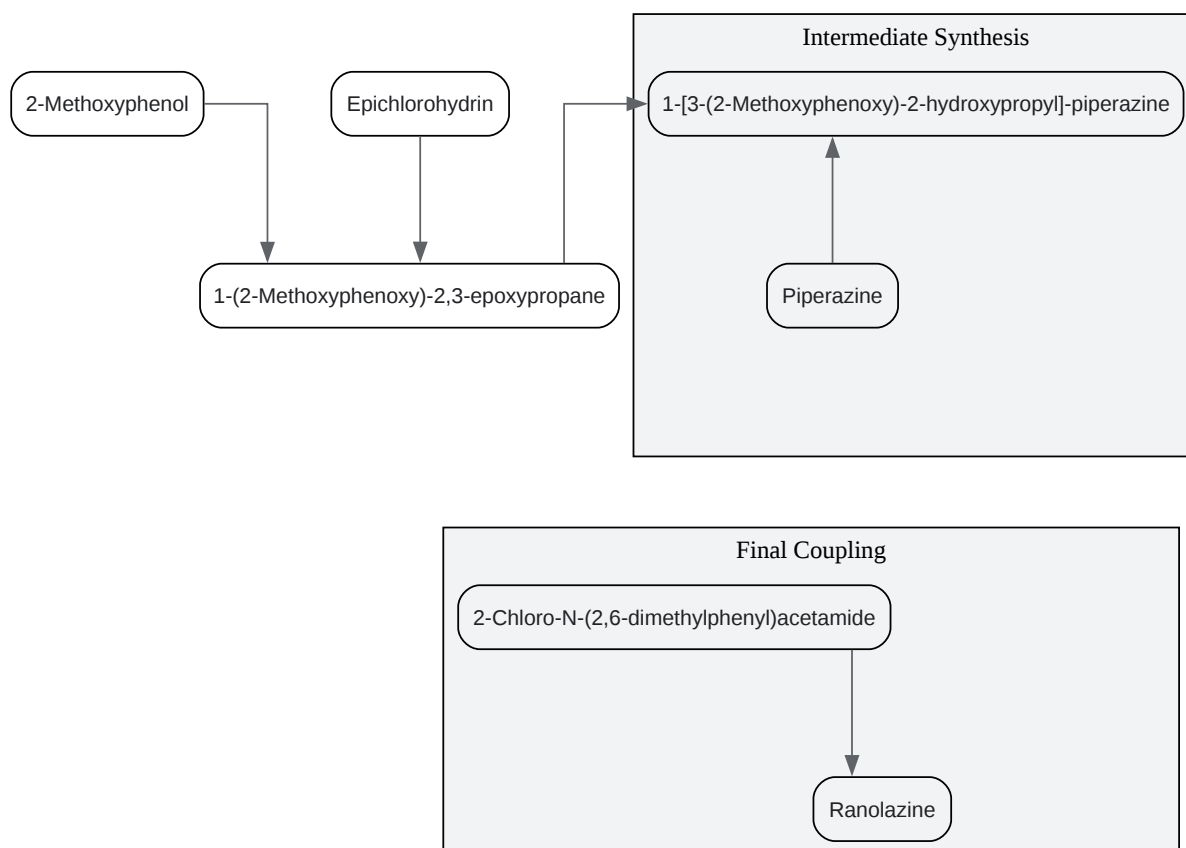 Intermediate Synthesis
2-Methoxyphenol
Epichlorohydrin
1-[3-(2-Methoxyphenoxy)-2-hydroxypropyl]-piperazine
1-(2-Methoxyphenoxy)-2,3-epoxypropane
Piperazine
Final Coupling
2-Chloro-N-(2,6-dimethylphenyl)acetamide
Ranolazine